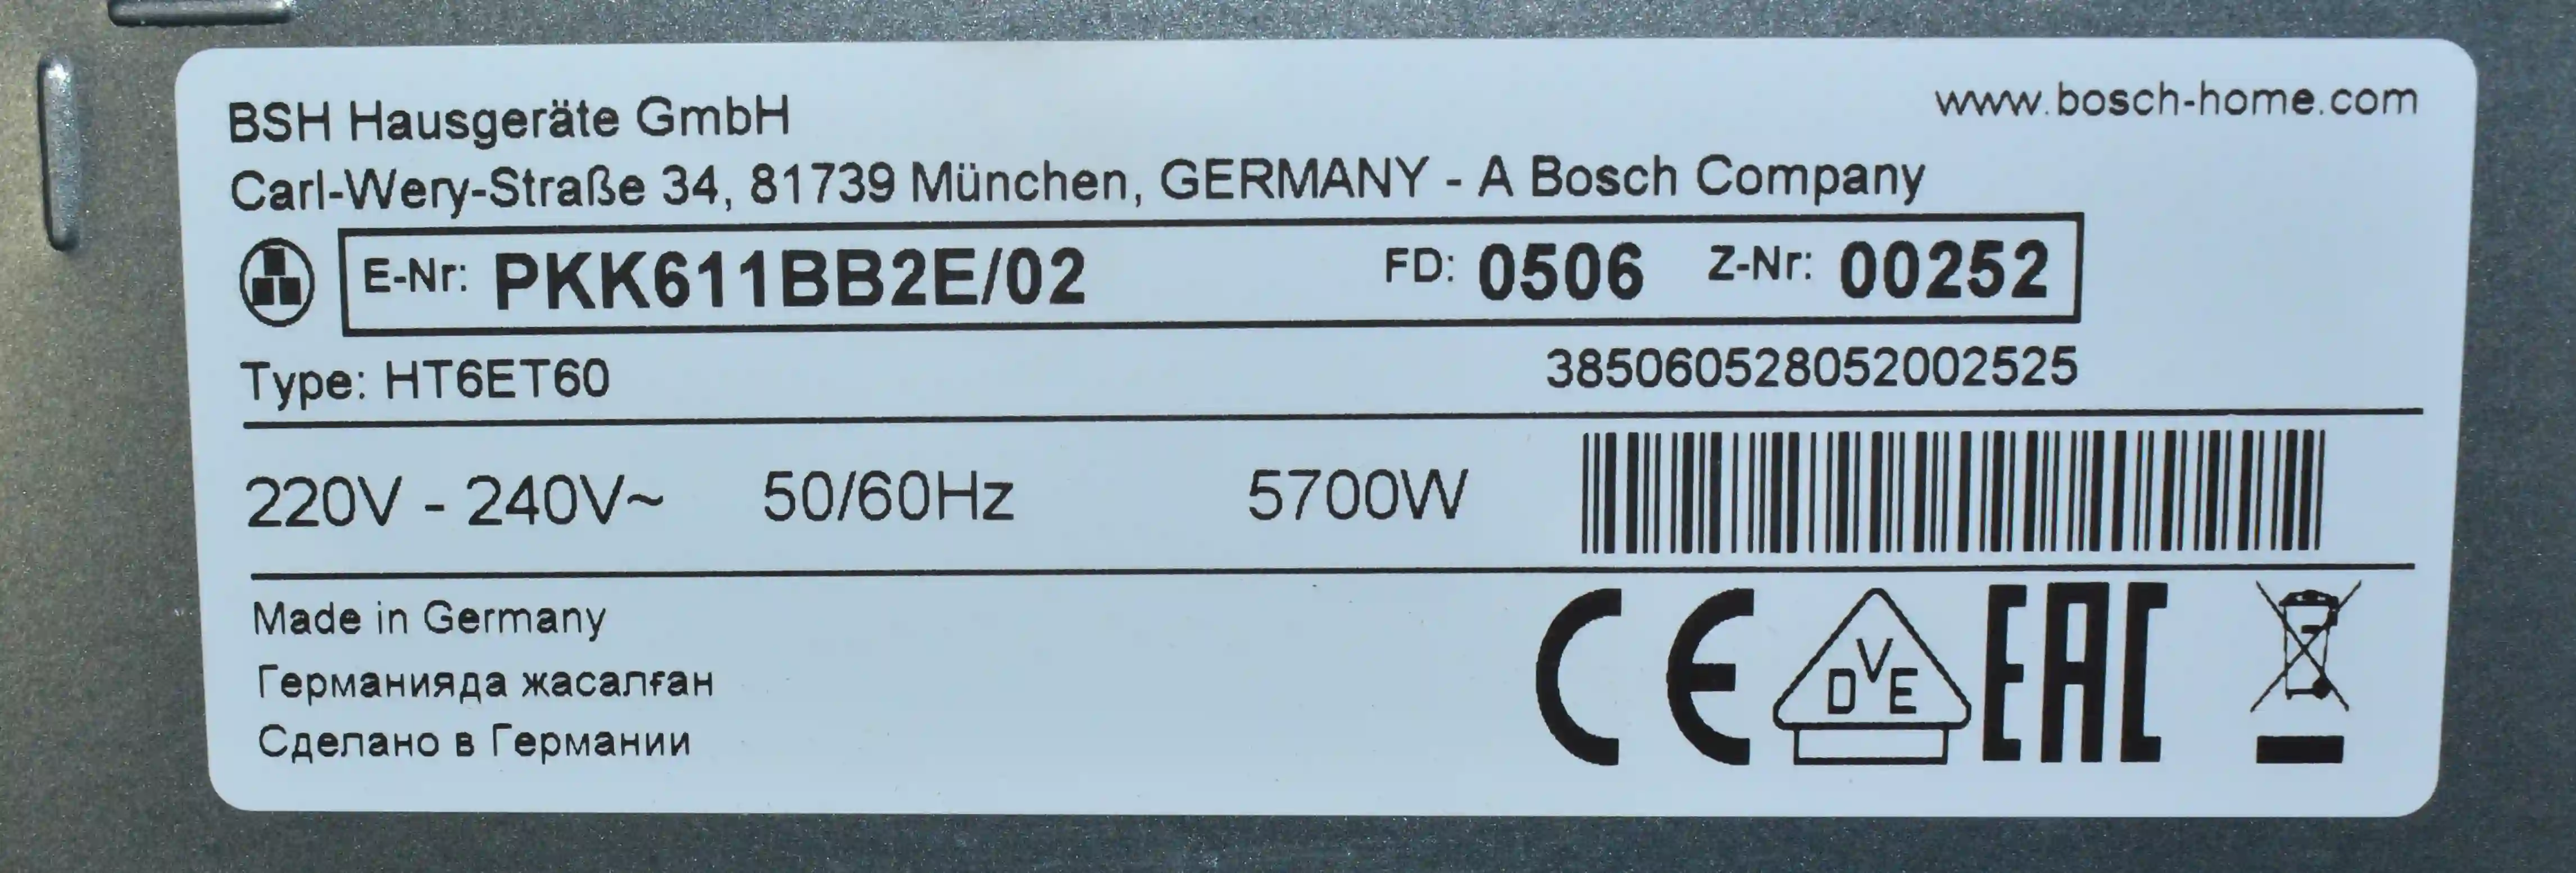 BSH Hausgeräte GmbH
www.bosch-home.com
Carl-Wery-Straße 34, 81739 München, GERMANY - A Bosch Company
E-Nr: PKK611BB2E/02 FD: 0506 Z-Nr: 00252
Type: HT6ET60 385060528052002525
220V - 240V~ 50/60Hz 5700W
Made in Germany
Германияда жасалған
Сделано в Германии
CE DVE EAC